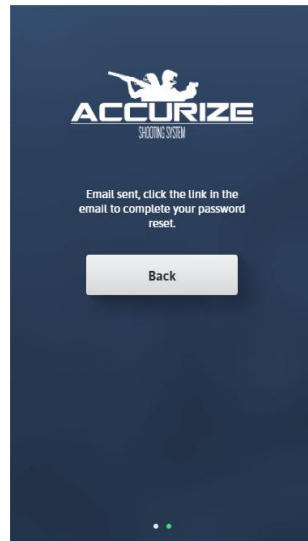 ACCURIZE
SHOOTING SYSTEM
Email sent, click the link in the
email to complete your password
reset.
Back